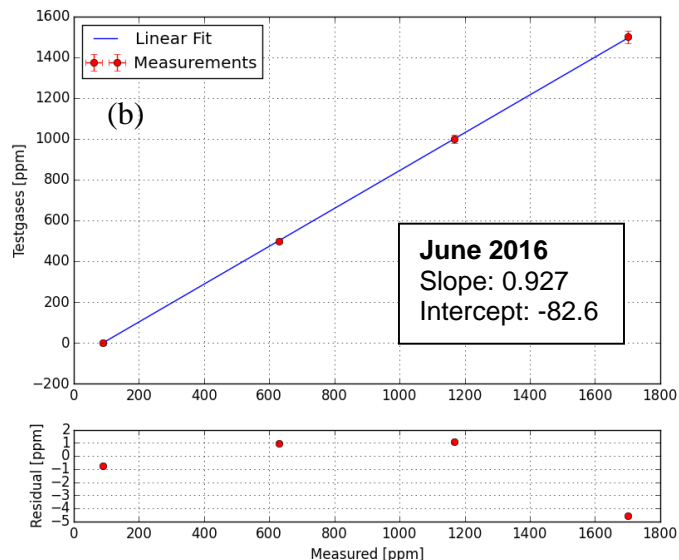 1600
1400
1200
1000
800
600
400
200
0
−200
Testgases [ppm]
Linear Fit
Measurements
(b)
June 2016
Slope: 0.927
Intercept: -82.6
0 200 400 600 800 1000 1200 1400 1600 1800
2
1
0
−1
−2
−3
−4
−5
Residual [ppm]
0 200 400 600 800 1000 1200 1400 1600 1800
Measured [ppm]